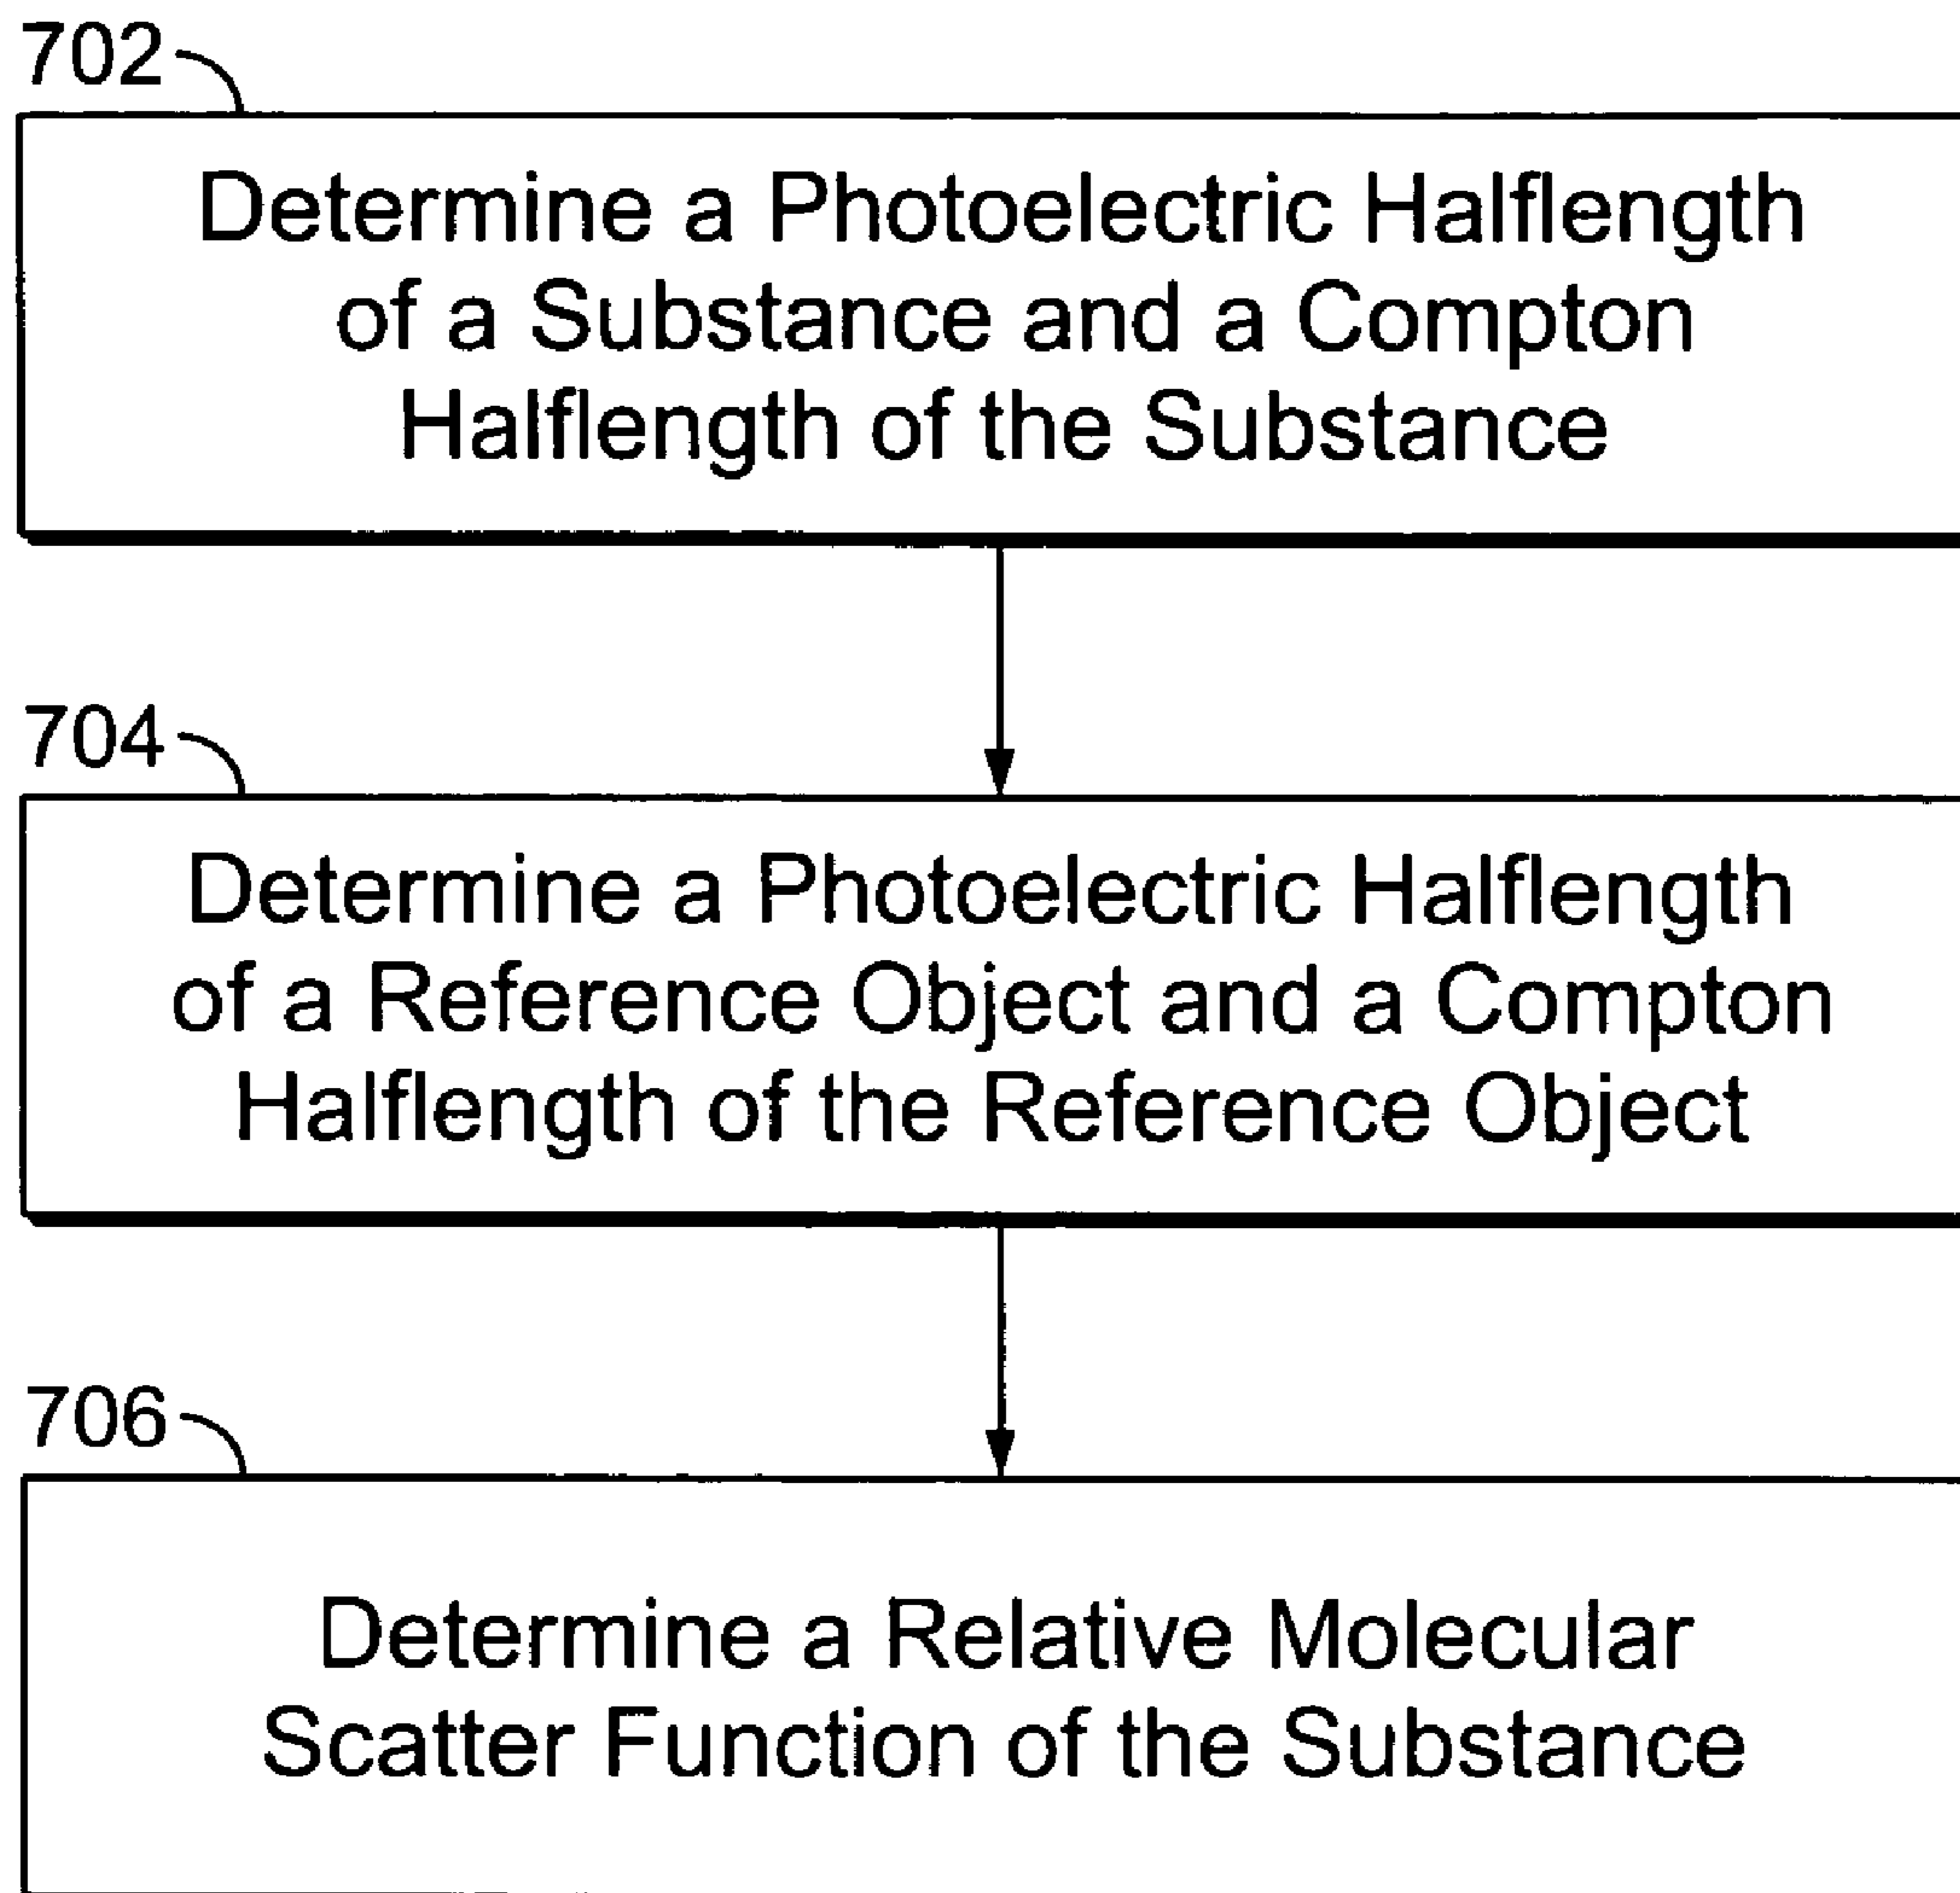 702
Determine a Photoelectric Halflength
of a Substance and a Compton
Halflength of the Substance
704
Determine a Photoelectric Halflength
of a Reference Object and a Compton
Halflength of the Reference Object
706
Determine a Relative Molecular
Scatter Function of the Substance